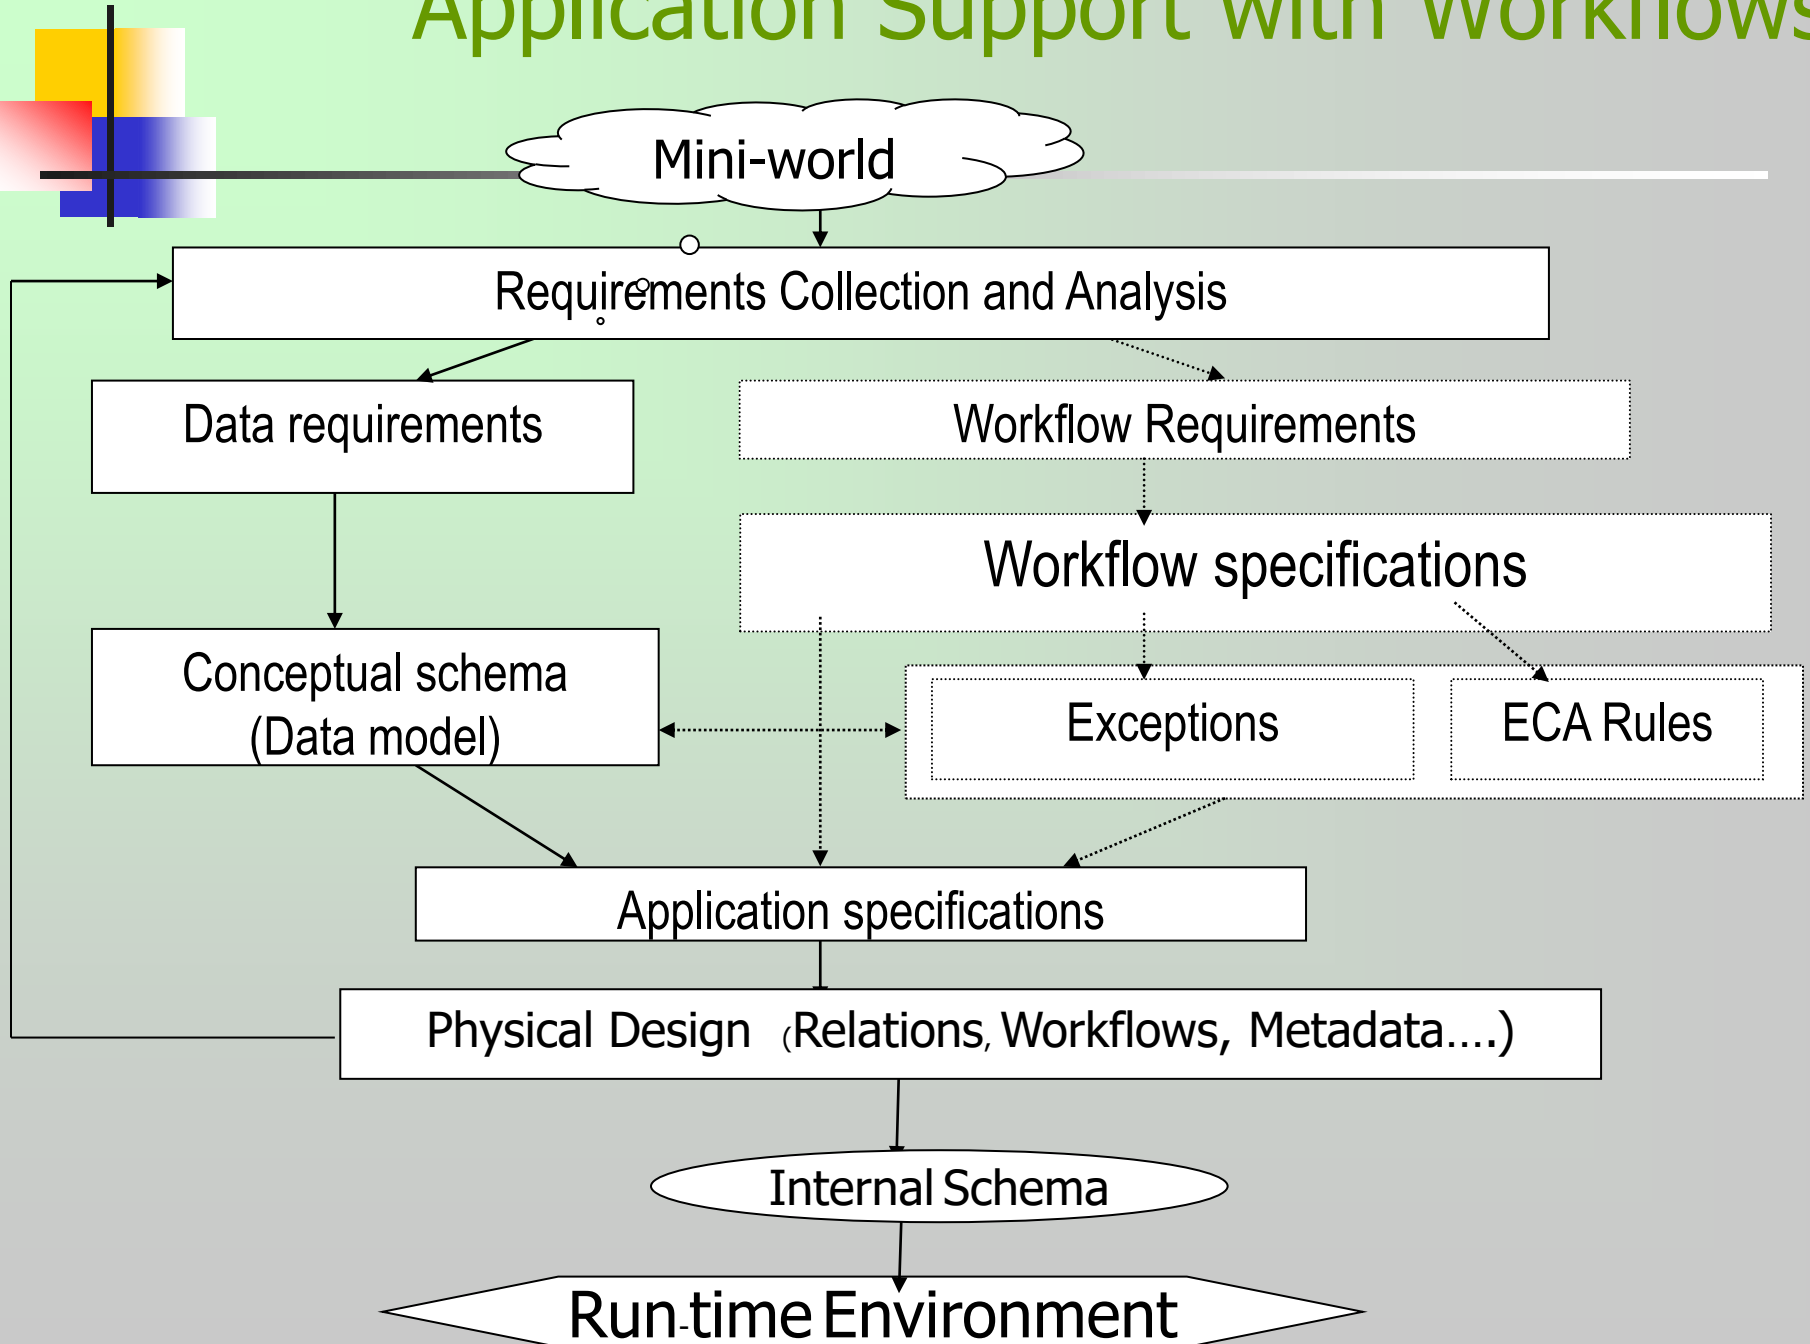 Application Support with Workflows
Mini-world
Requirements Collection and Analysis
Data requirements
Workflow Requirements
Workflow specifications
Conceptual schema
(Data model)
Exceptions
ECA Rules
Application specifications
Physical Design (Relations, Workflows, Metadata….)
Internal Schema
Run-time Environment